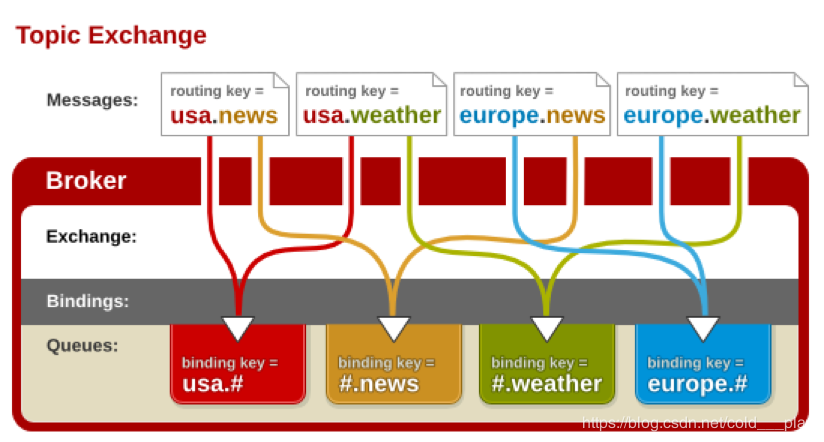 Topic Exchange
Messages:
routing key =
usa.news
routing key =
usa.weather
routing key =
europe.news
routing key =
europe.weather
Broker
Exchange:
Bindings:
Queues:
binding key =
usa.#
binding key =
#.news
binding key =
#.weather
binding key =
europe.#
https://blog.csdn.net/cold___pla